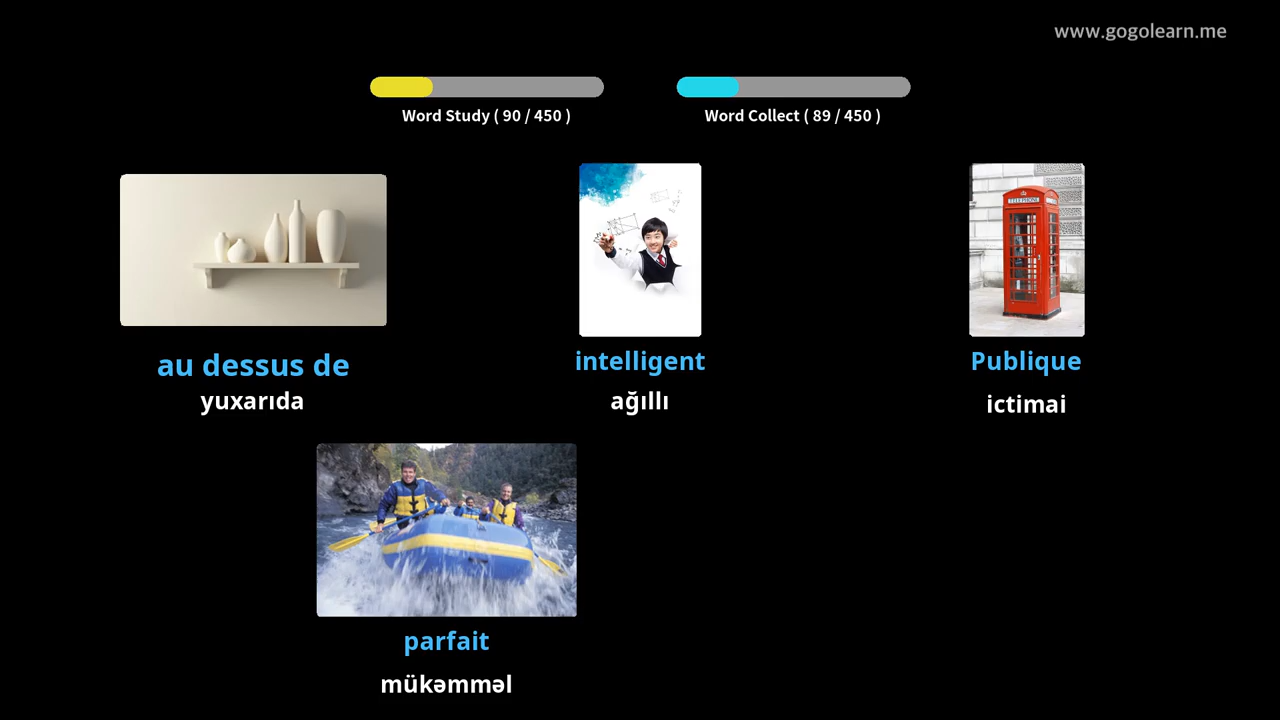 www.gogolearn.me
Word Study ( 90 / 450 )
Word Collect ( 89 / 450 )
TELEPHONE
au dessus de
yuxarıda
intelligent
ağıllı
Publique
ictimai
parfait
mükəmməl